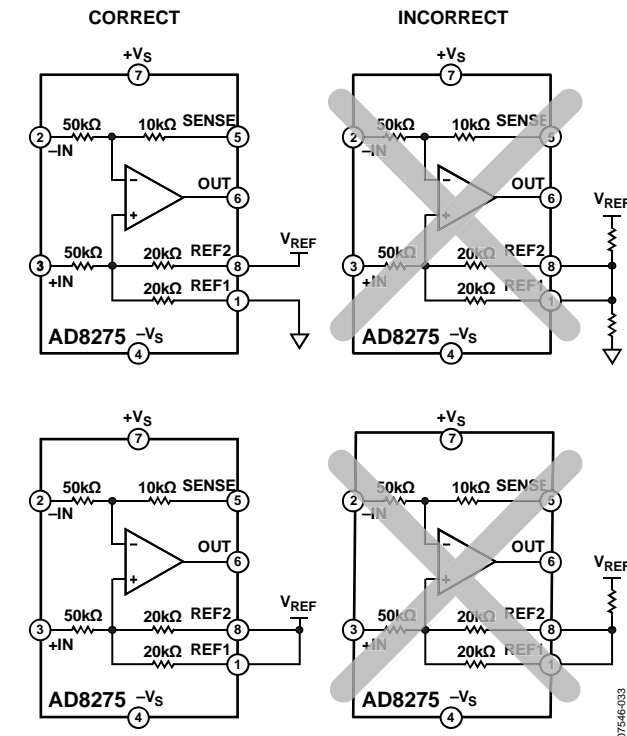 CORRECT
INCORRECT
+VS
7
50kΩ
10kΩ
SENSE
2
–IN
5
–
OUT
6
+
VREF
50kΩ
20kΩ
REF2
3
8
+IN
20kΩ
REF1
1
AD8275
–VS
4
+VS
7
50kΩ
10kΩ
SENSE
2
–IN
5
–
OUT
6
VREF
+
50kΩ
20kΩ
REF2
3
8
+IN
20kΩ
REF1
1
AD8275
–VS
4
+VS
7
50kΩ
10kΩ
SENSE
2
–IN
5
–
OUT
6
+
VREF
50kΩ
20kΩ
REF2
3
8
+IN
20kΩ
REF1
1
AD8275
–VS
4
+VS
7
50kΩ
10kΩ
SENSE
2
–IN
5
–
OUT
6
VREF
+
50kΩ
20kΩ
REF2
3
8
+IN
20kΩ
REF1
1
AD8275
–VS
4
07546-033